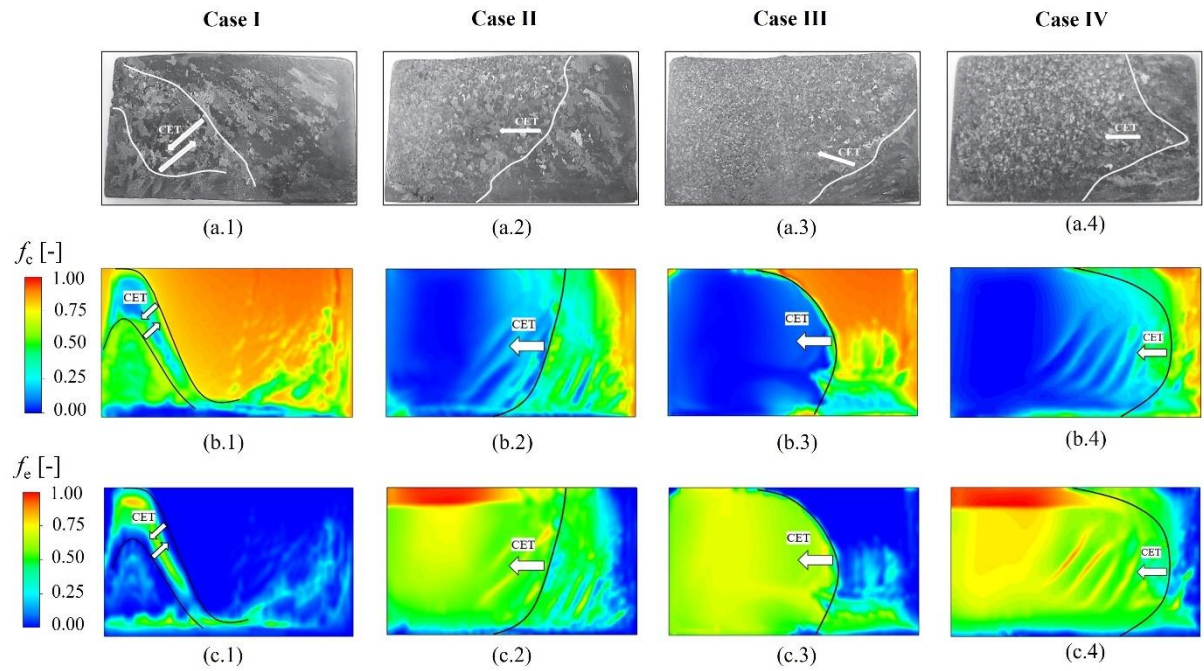 Case I Case II Case III Case IV
CET CET CET CET
(a.1) (a.2) (a.3) (a.4)
fc [-]
1.00
0.75
0.50
0.25
0.00
CET CET CET CET
(b.1) (b.2) (b.3) (b.4)
fe [-]
1.00
0.75
0.50
0.25
0.00
CET CET CET CET
(c.1) (c.2) (c.3) (c.4)